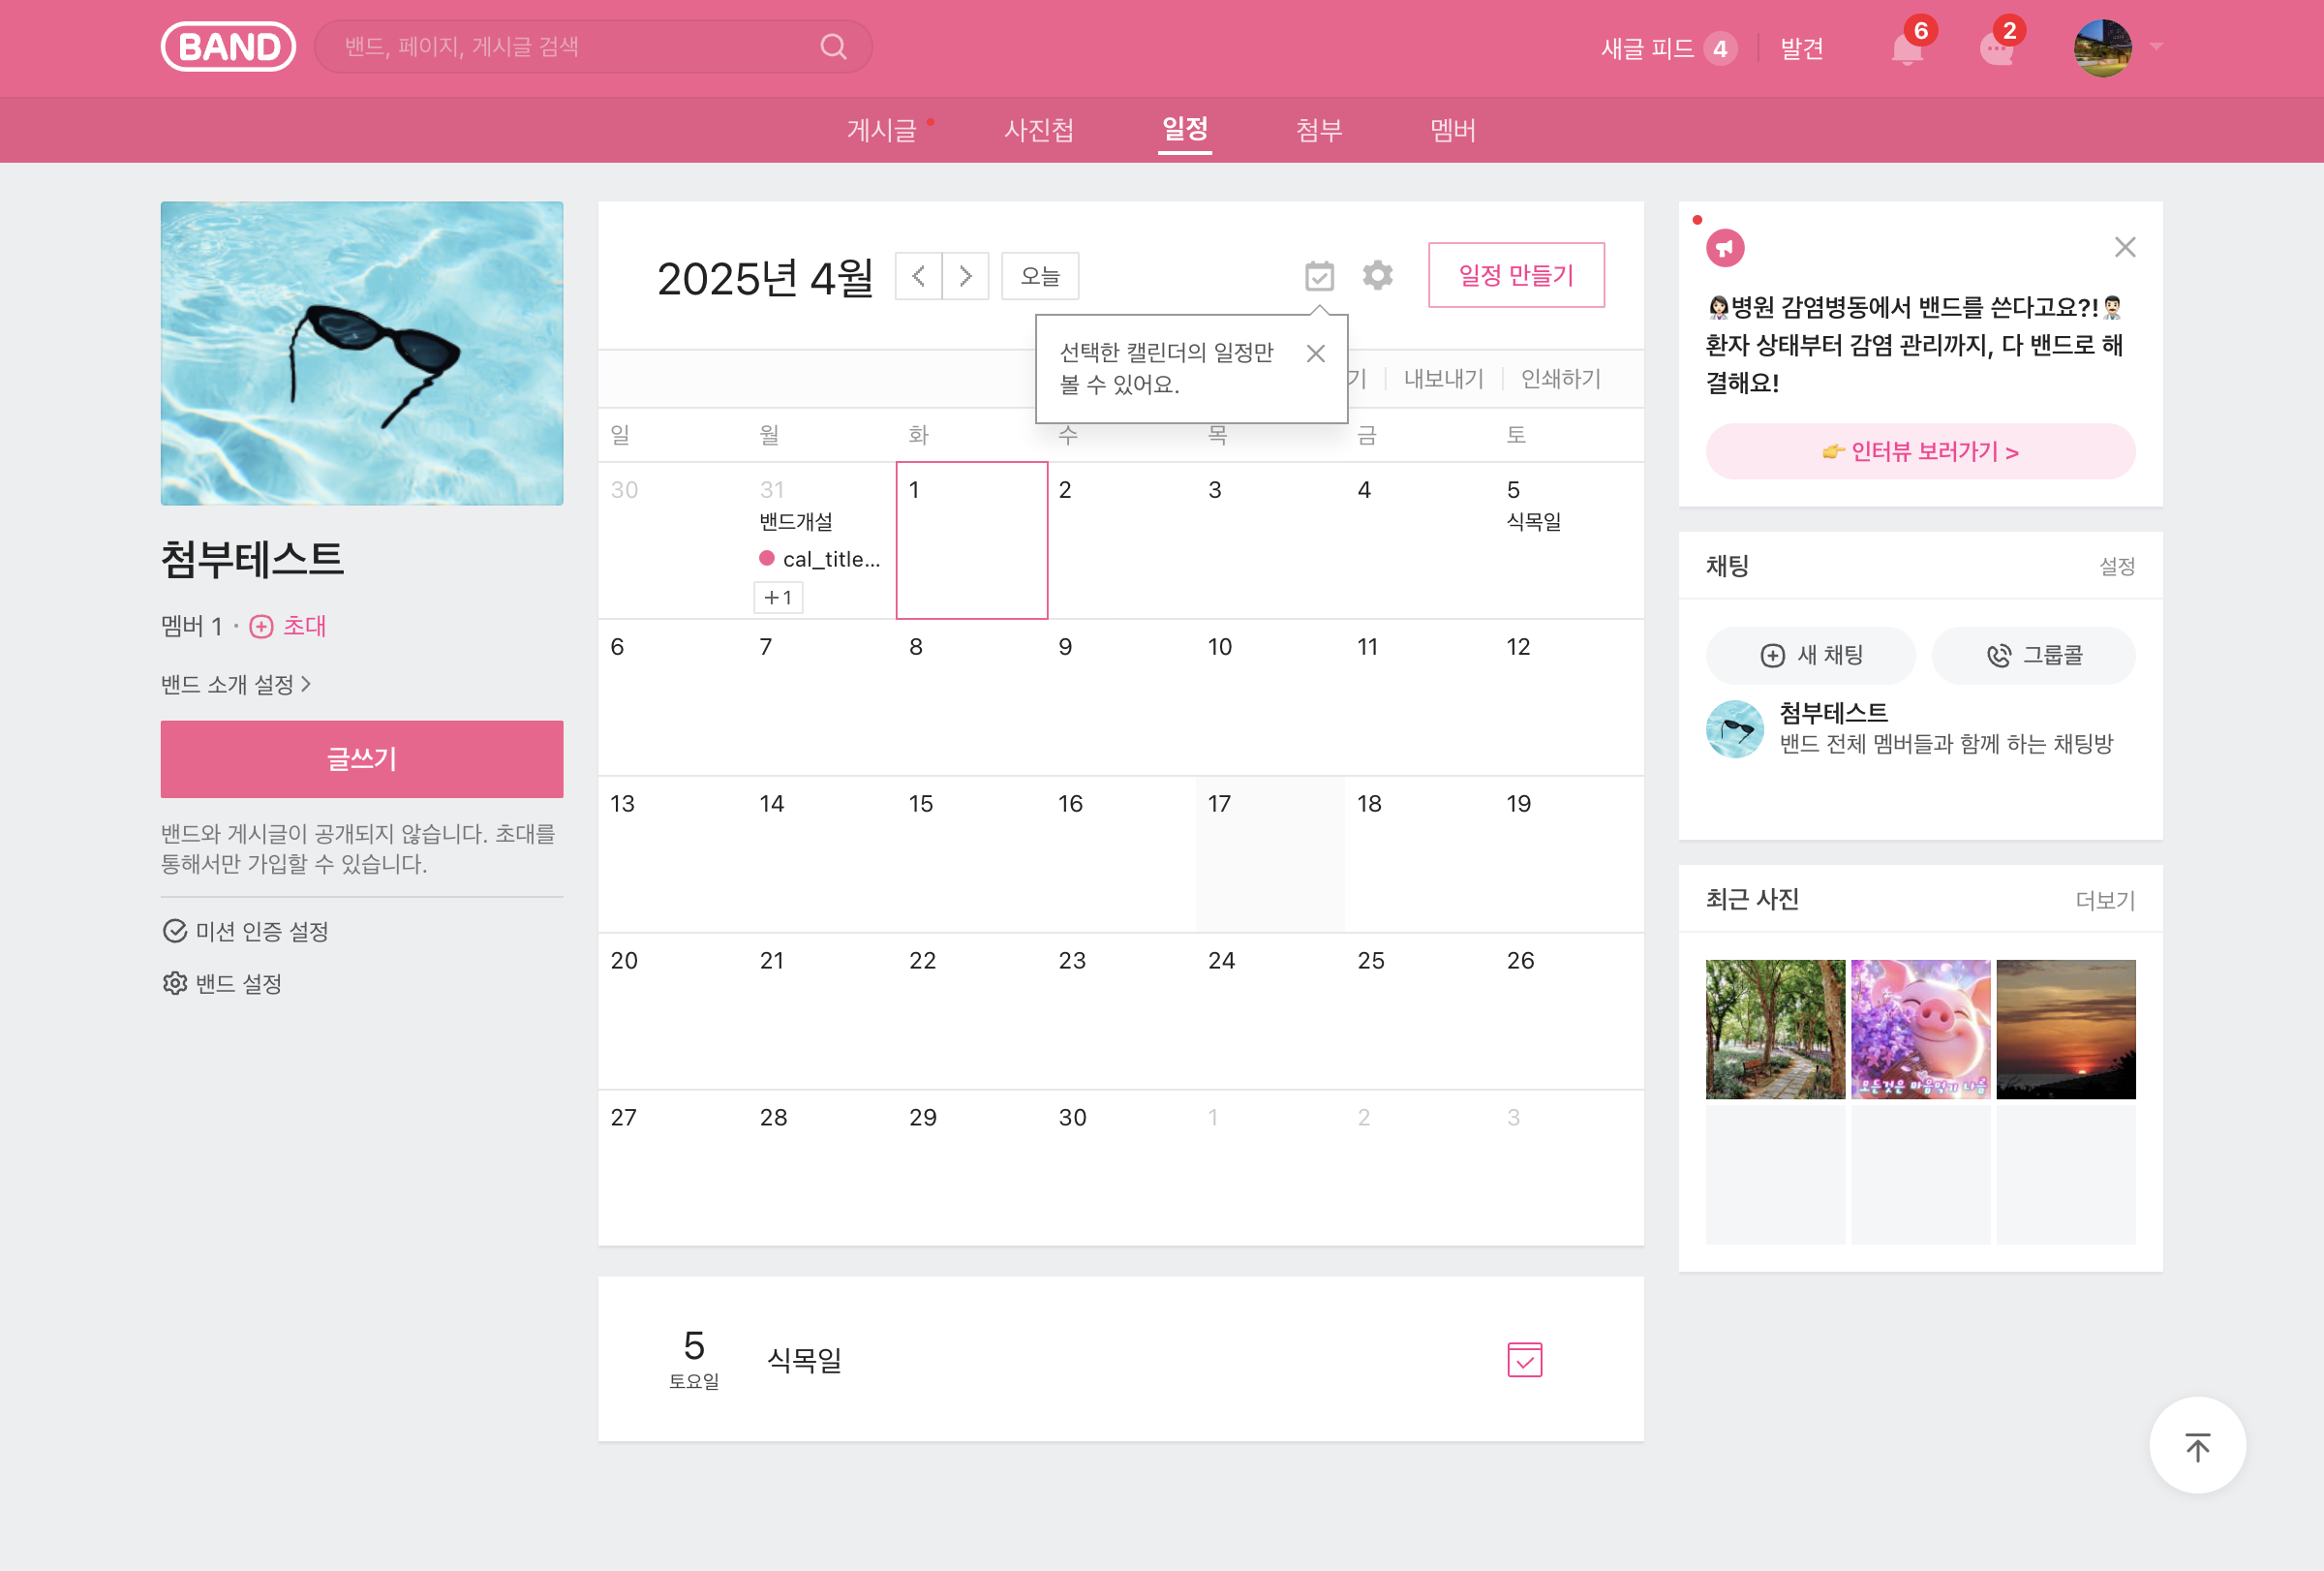 BAND
밴드, 페이지, 게시글 검색
새글 피드 4
발견
6
2
게시글
사진첩
일정
첨부
멤버
첨부테스트
멤버 1 · 초대
밴드 소개 설정
글쓰기
밴드와 게시글이 공개되지 않습니다. 초대를
통해서만 가입할 수 있습니다.
미션 인증 설정
밴드 설정
2025년 4월
오늘
일정 만들기
선택한 캘린더의 일정만
볼 수 있어요.
기
내보내기
인쇄하기
일 월 화 수 목 금 토
30 31 1 2 3 4 5
밴드개설 식목일
cal_title...
+1
6 7 8 9 10 11 12
13 14 15 16 17 18 19
20 21 22 23 24 25 26
27 28 29 30 1 2 3
5
토요일
식목일
👩🏻‍⚕️병원 감염병동에서 밴드를 쓴다고요?!👨🏻‍⚕️
환자 상태부터 감염 관리까지, 다 밴드로 해
결해요!
👉 인터뷰 보러가기 >
채팅
설정
새 채팅
그룹콜
첨부테스트
밴드 전체 멤버들과 함께 하는 채팅방
최근 사진
더보기
모든것은 마음먹기 나름